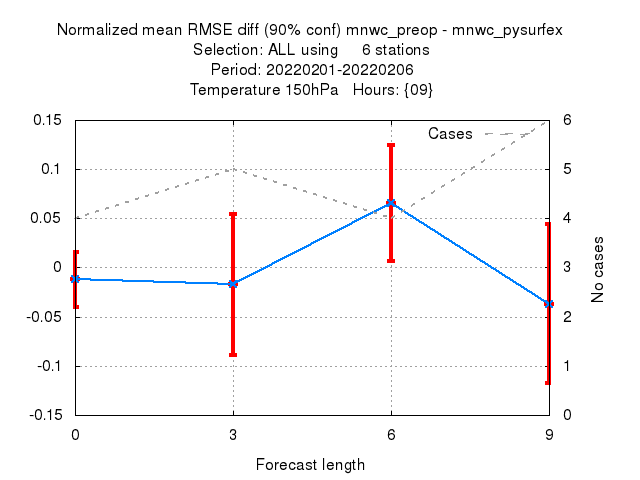 Normalized mean RMSE diff (90% conf) mnwc_preop - mnwc_pysurfex
Selection: ALL using 6 stations
Period: 20220201-20220206
Temperature 150hPa Hours: {09}
Cases
0.15
0.1
0.05
0
-0.05
-0.1
-0.15
6
5
4
3
2
1
0
No cases
0 3 6 9
Forecast length